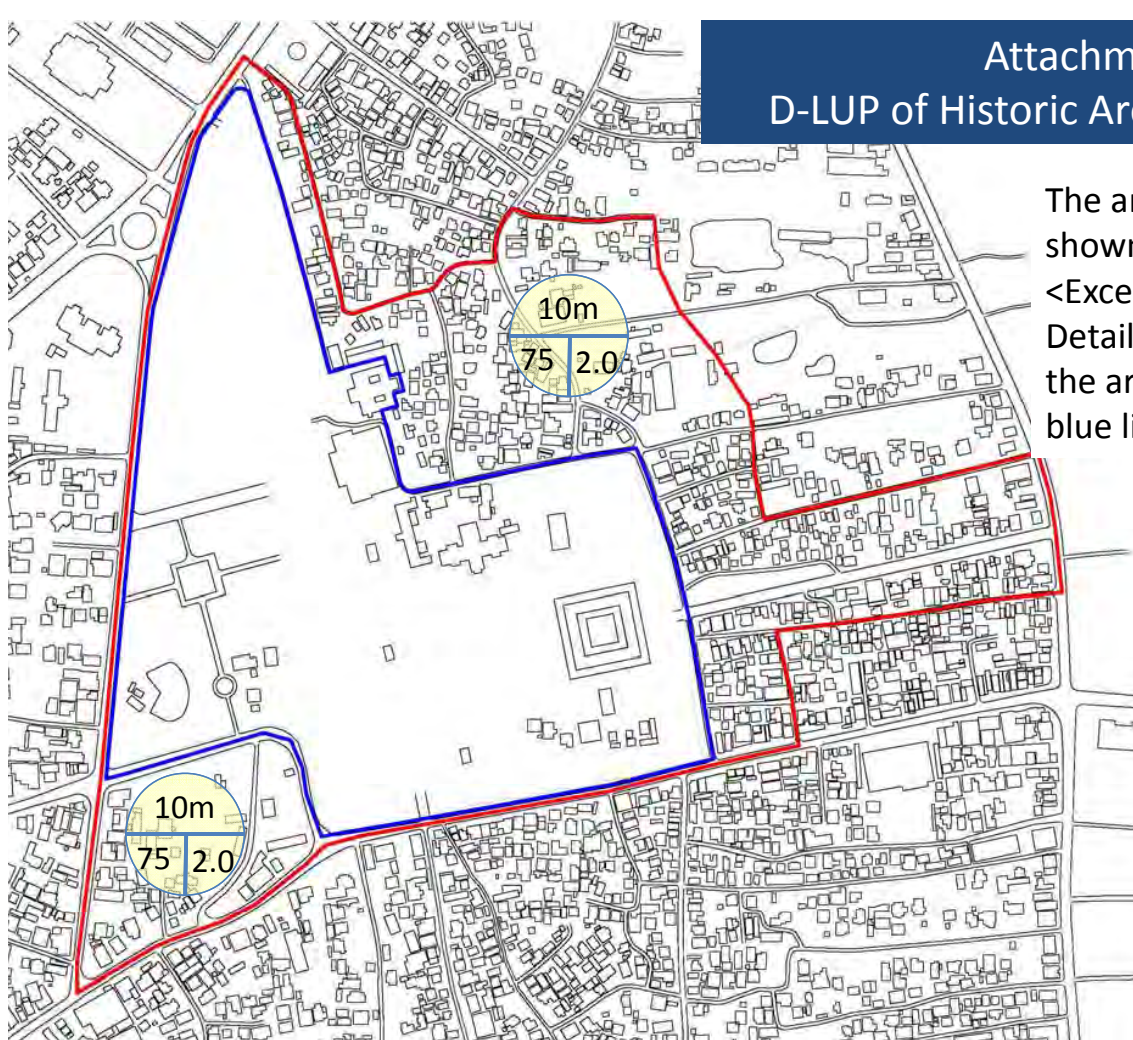 Attachm
D-LUP of Historic Are
The ar
shown
<Exce
Detail
the ar
blue li
10m
75 2.0
10m
75 2.0